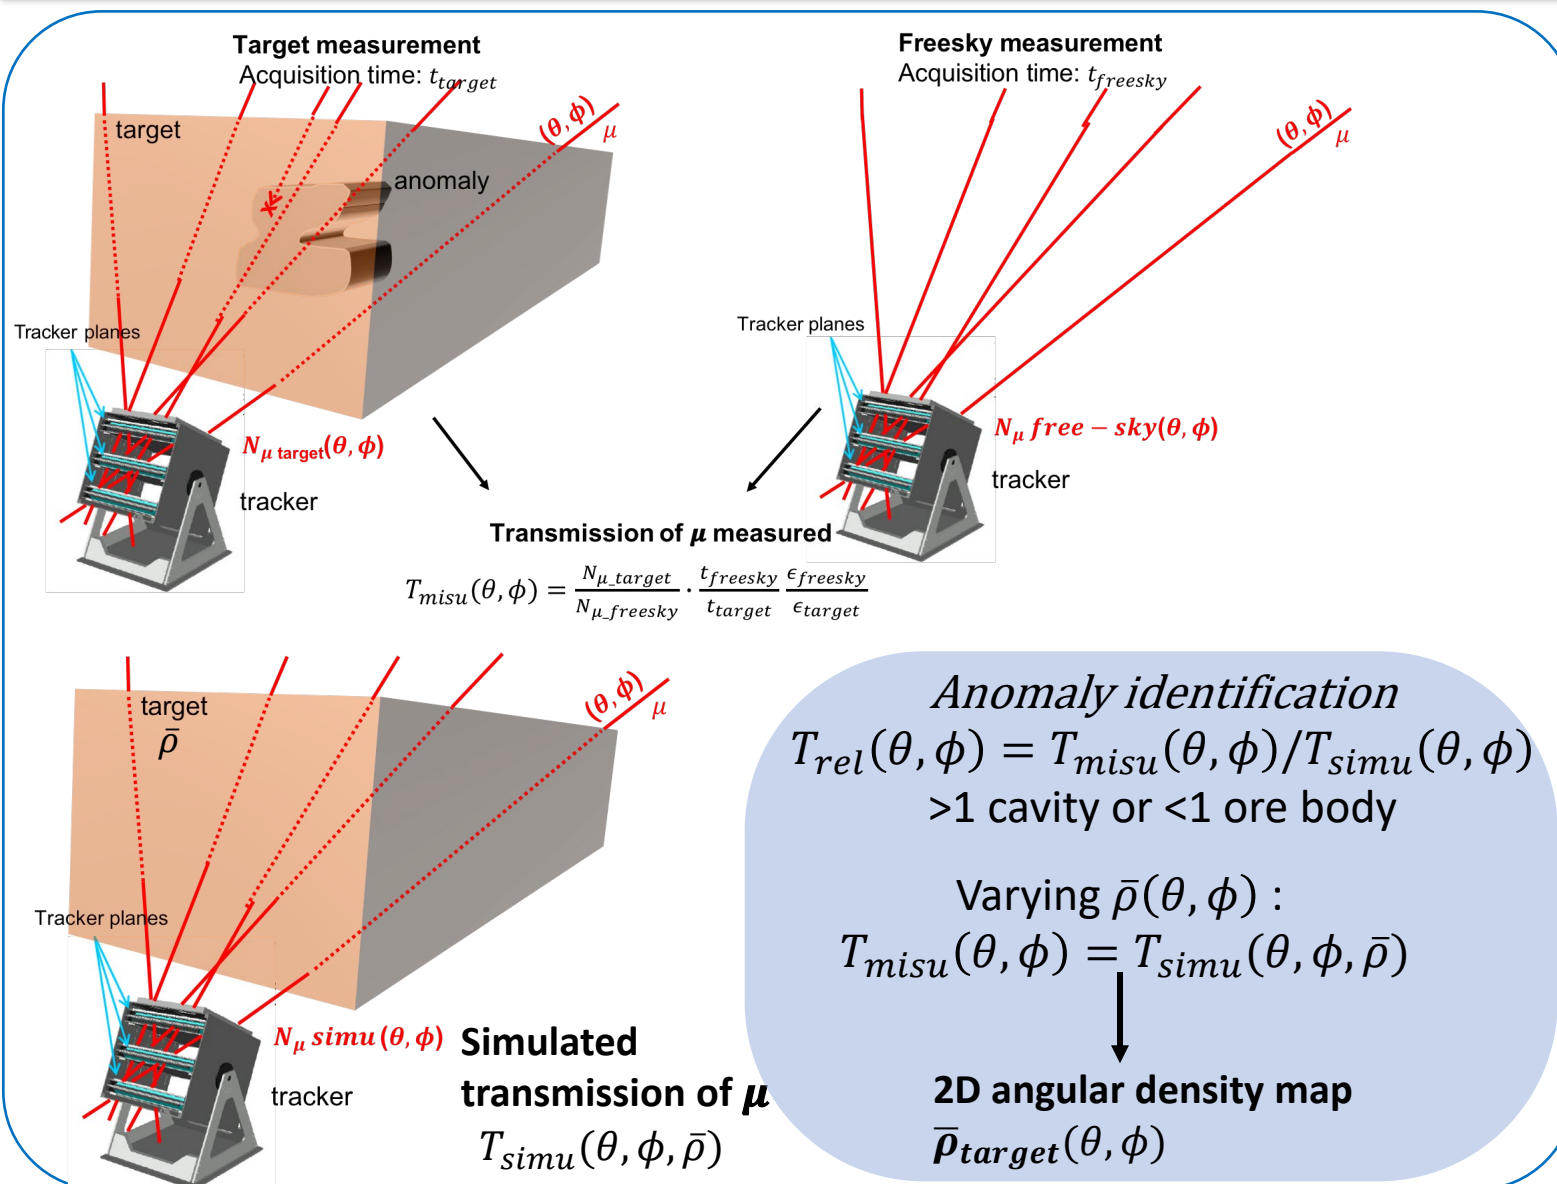 Target measurement
Acquisition time: t_target
target
anomaly
(θ, ϕ)
μ
Tracker planes
N_μ target(θ, ϕ)
tracker
Freesky measurement
Acquisition time: t_freesky
(θ, ϕ)
μ
Tracker planes
N_μ free − sky(θ, ϕ)
tracker
Transmission of μ measured
T_misu(θ, ϕ) = N_μ_target/N_μ_freesky · t_freesky/t_target ϵ_freesky/ϵ_target
target
ρ̄
(θ, ϕ)
μ
Tracker planes
N_μ simu(θ, ϕ)
tracker
Simulated
transmission of μ
T_simu(θ, ϕ, ρ̄)
Anomaly identification
T_rel(θ, ϕ) = T_misu(θ, ϕ)/T_simu(θ, ϕ)
>1 cavity or <1 ore body
Varying ρ̄(θ, ϕ) :
T_misu(θ, ϕ) = T_simu(θ, ϕ, ρ̄)
2D angular density map
ρ̄_target(θ, ϕ)